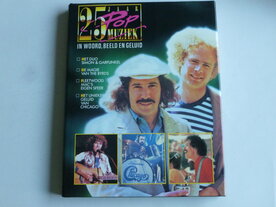 25 JAAR
Pop
MUZIEK
IN WOORD, BEELD EN GELUID
HET DUO
SIMON & GARFUNKEL
DE MAGIE
VAN THE BYRDS
FLEETWOOD
MAC'S
EIGEN SFEER
HET UNIEKE
GELUID
VAN
CHICAGO
Chicago